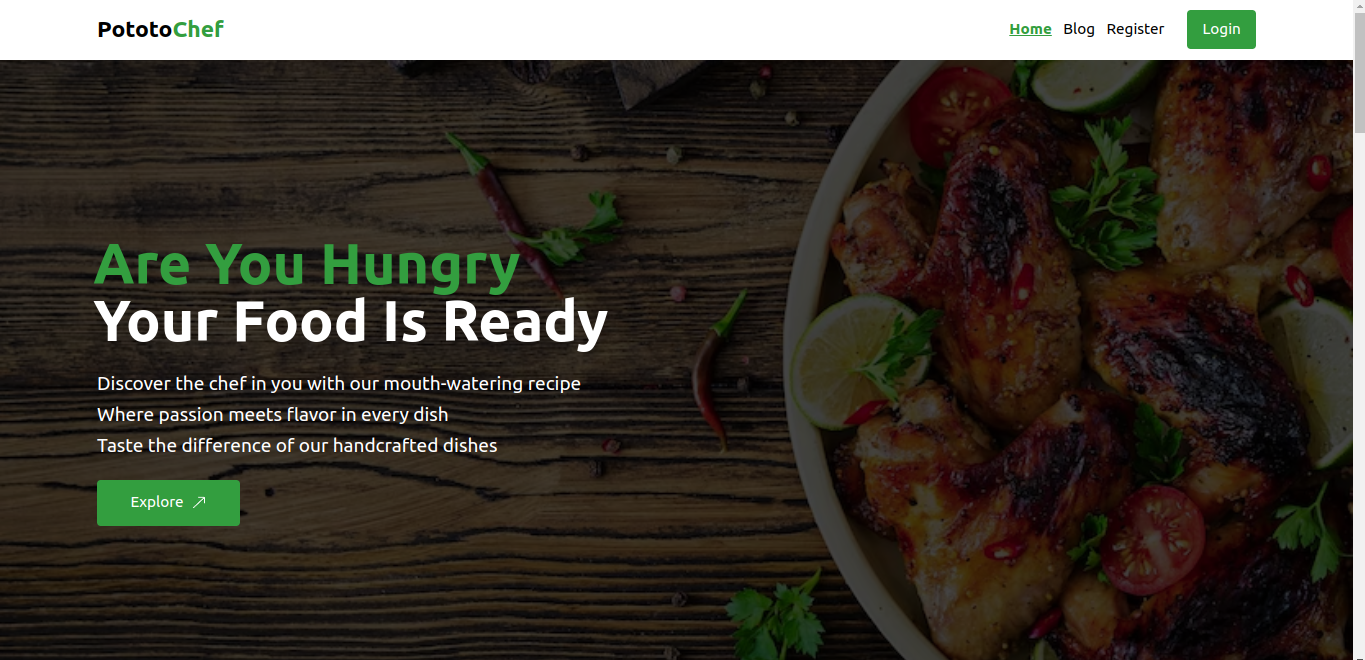 PototoChef
Home Blog Register Login
Are You Hungry
Your Food Is Ready
Discover the chef in you with our mouth-watering recipe
Where passion meets flavor in every dish
Taste the difference of our handcrafted dishes
Explore